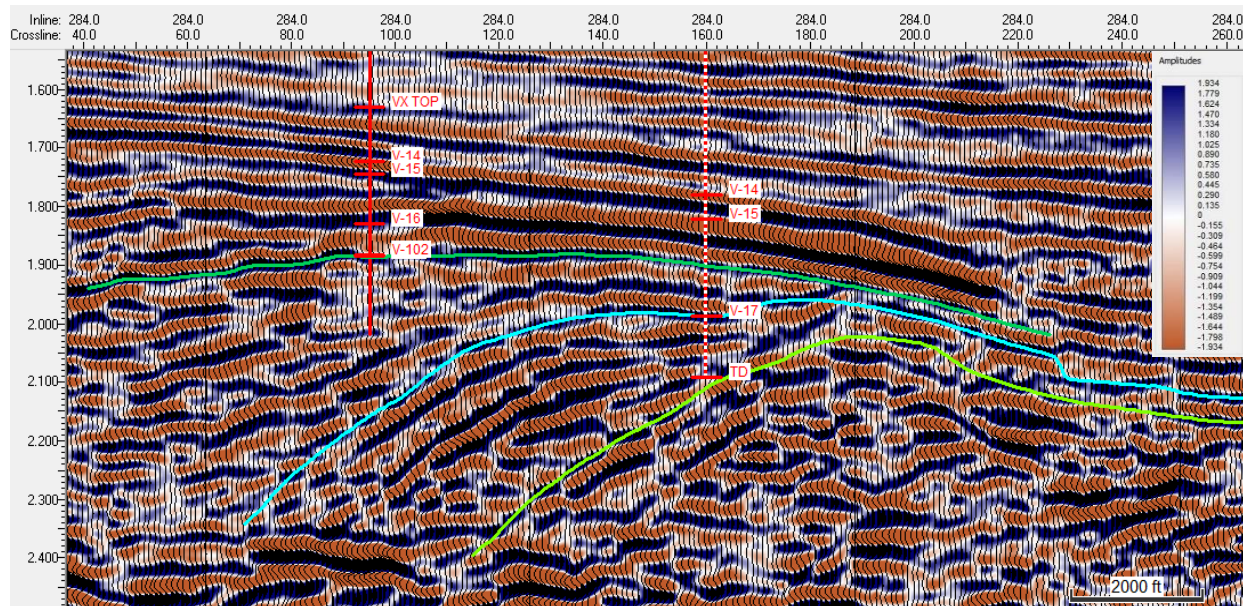 Inline: 284.0 284.0 284.0 284.0 284.0 284.0 284.0 284.0 284.0 284.0 284.0 284.0
Crossline: 40.0 60.0 80.0 100.0 120.0 140.0 160.0 180.0 200.0 220.0 240.0 260.0
Amplitudes
1.934
1.779
1.624
1.470
1.334
1.180
1.025
0.890
0.735
0.580
0.445
0.290
0.135
0
-0.155
-0.309
-0.464
-0.599
-0.754
-0.909
-1.044
-1.199
-1.354
-1.489
-1.644
-1.798
-1.934
1.600
1.700
1.800
1.900
2.000
2.100
2.200
2.300
2.400
VX TOP
V-14
V-15
V-16
V-102
V-14
V-15
V-17
TD
2000 ft